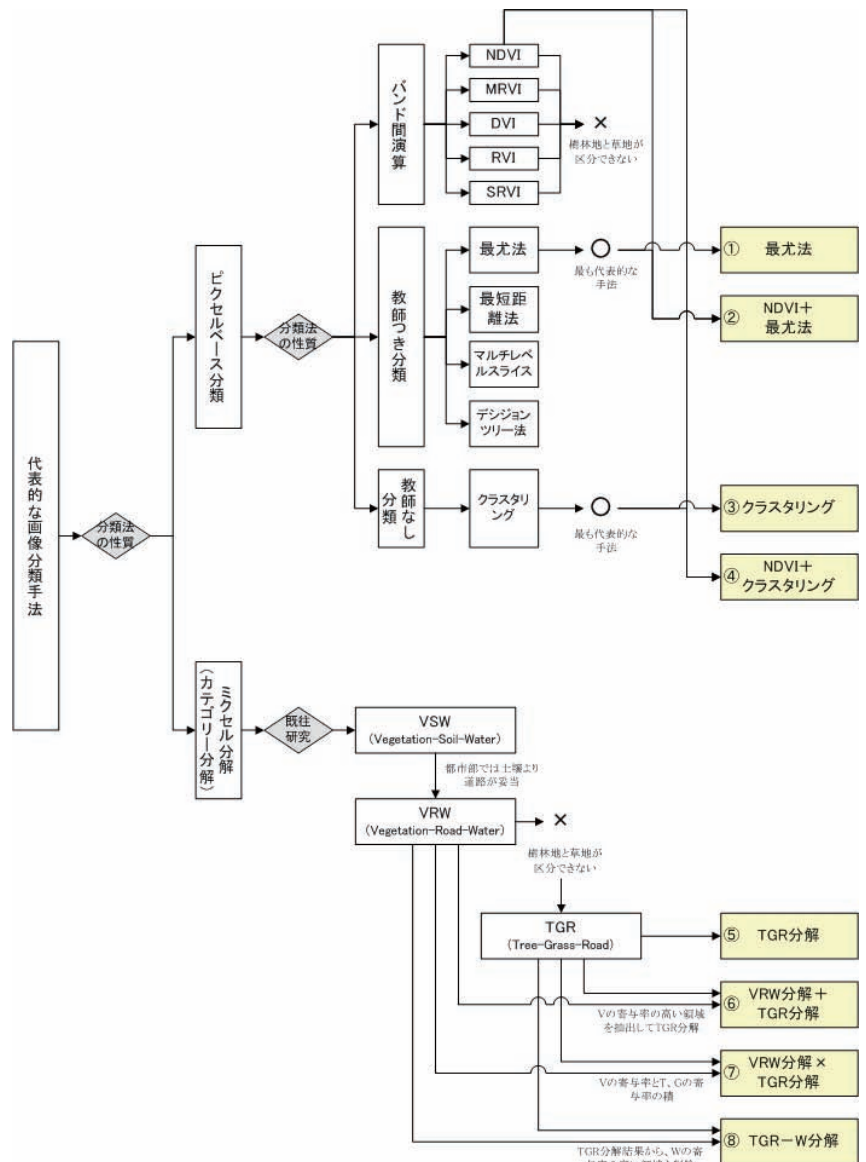 代表的な画像分類手法
分類法
の性質
ピクセルベース分類
分類法
の性質
バンド間演算
NDVI
MRVI
DVI
RVI
SRVI
×
樹林地と草地が
区分できない
教師つき分類
最尤法
最短距
離法
マルチレベ
ルスライス
デシジョン
ツリー法
○
最も代表的な
手法
教師なし
分類
クラスタリ
ング
○
最も代表的な
手法
① 最尤法
② NDVI+
最尤法
③ クラスタリング
④ NDVI+
クラスタリング
ミクセル分解
(カテゴリー分解)
既往
研究
VSW
(Vegetation-Soil-Water)
都市部では土壌より
道路が妥当
VRW
(Vegetation-Road-Water)
×
樹林地と草地が
区分できない
TGR
(Tree-Grass-Road)
⑤ TGR分解
⑥ VRW分解+
TGR分解
Vの寄与率の高い領域
を抽出してTGR分解
⑦ VRW分解×
TGR分解
Vの寄与率とT、Gの寄
与率の積
⑧ TGR-W分解
TGR分解結果から、Wの寄